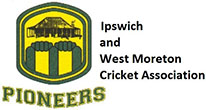 Ipswich
and
West Moreton
Cricket Association
PIONEERS